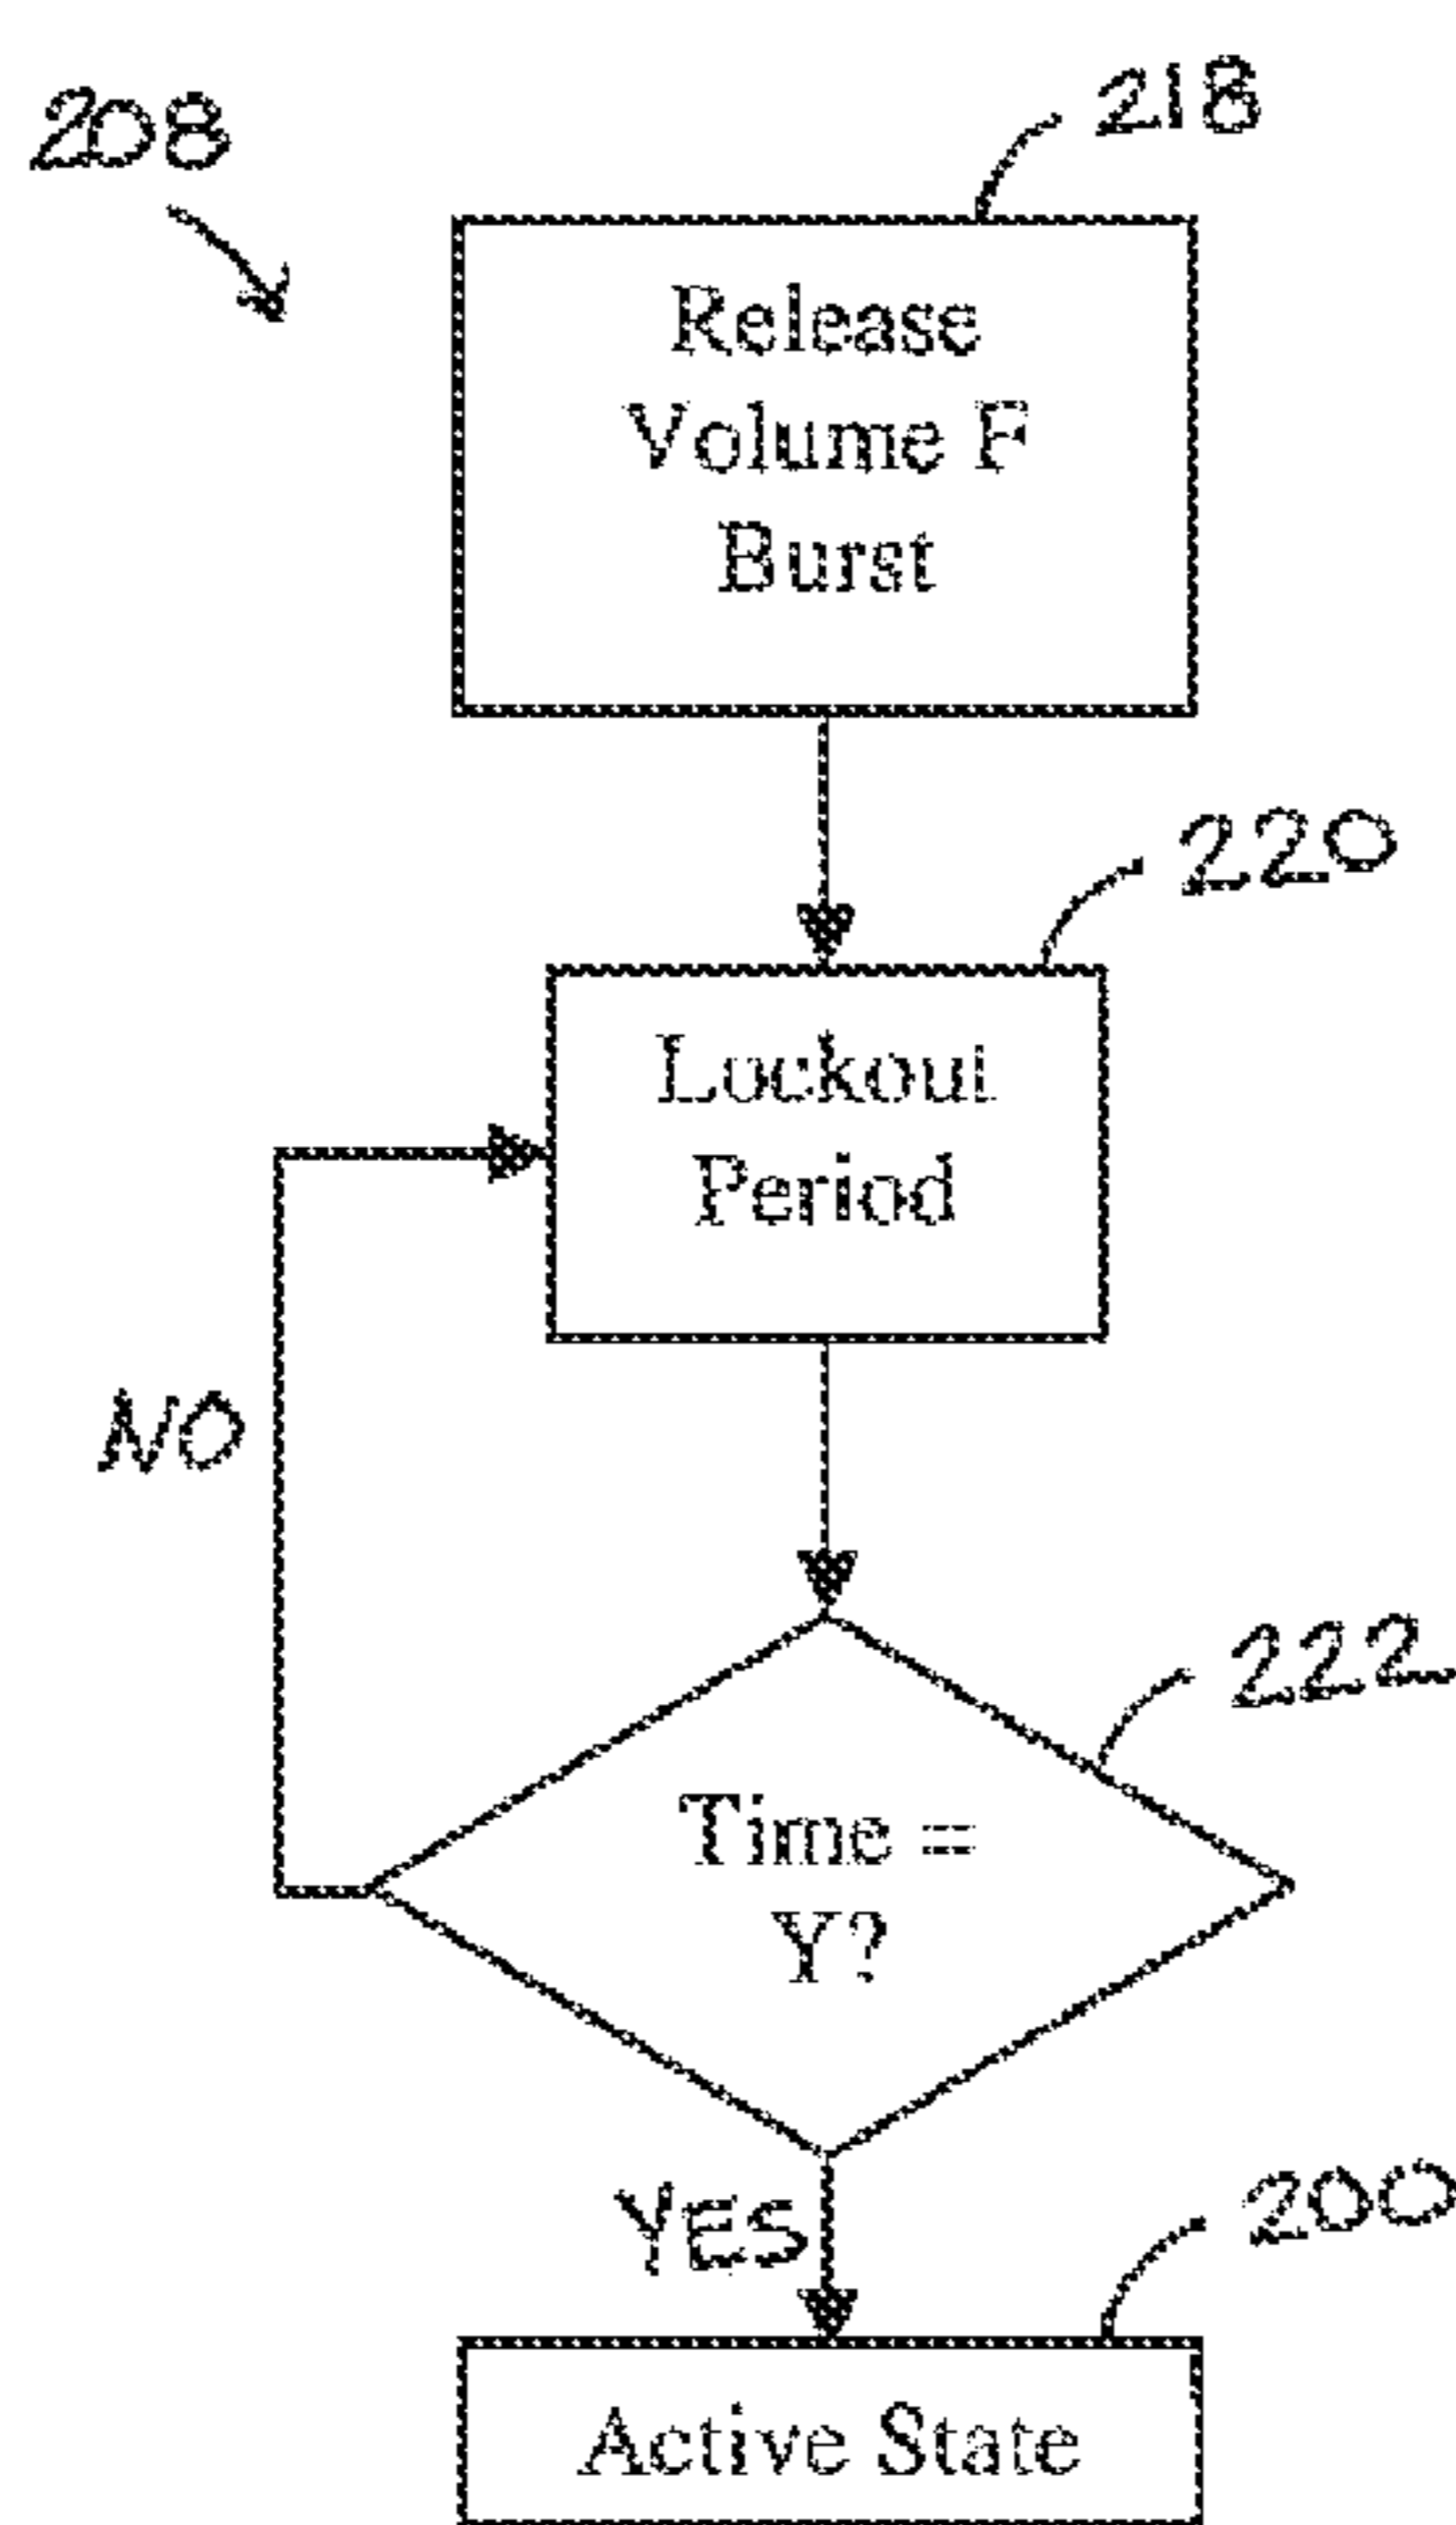 208
218
Release
Volume F
Burst
220
Lockout
Period
NO
222
Time =
Y?
YES
200
Active State